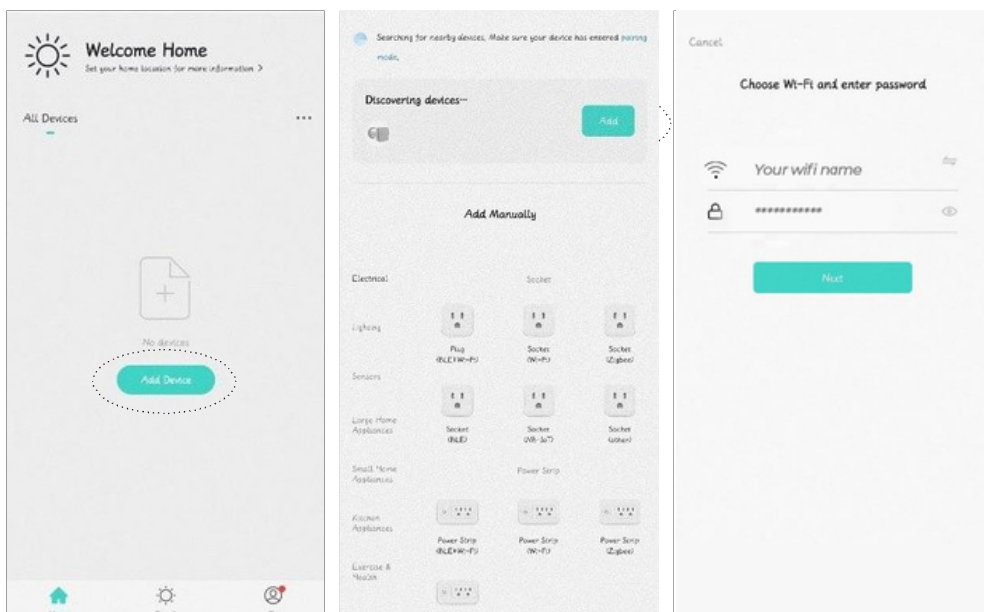 Welcome Home
Set your home location for more information >
All Devices
No devices
Add Device
Searching for nearby devices. Make sure your device has entered pairing
mode.
Discovering devices...
Add
Add Manually
Electrical
Socket
Lighting
Plug
(BLE+Wi-Fi)
Socket
(Wi-Fi)
Socket
(Zigbee)
Sensors
Large Home
Appliances
Socket
(BLE)
Socket
(NB-IoT)
Socket
(other)
Small Home
Appliances
Power Strip
Kitchen
Appliances
Power Strip
(BLE+Wi-Fi)
Power Strip
(Wi-Fi)
Power Strip
(Zigbee)
Exercise &
Health
Cancel
Choose Wi-Fi and enter password
Your wifi name
***********
Next